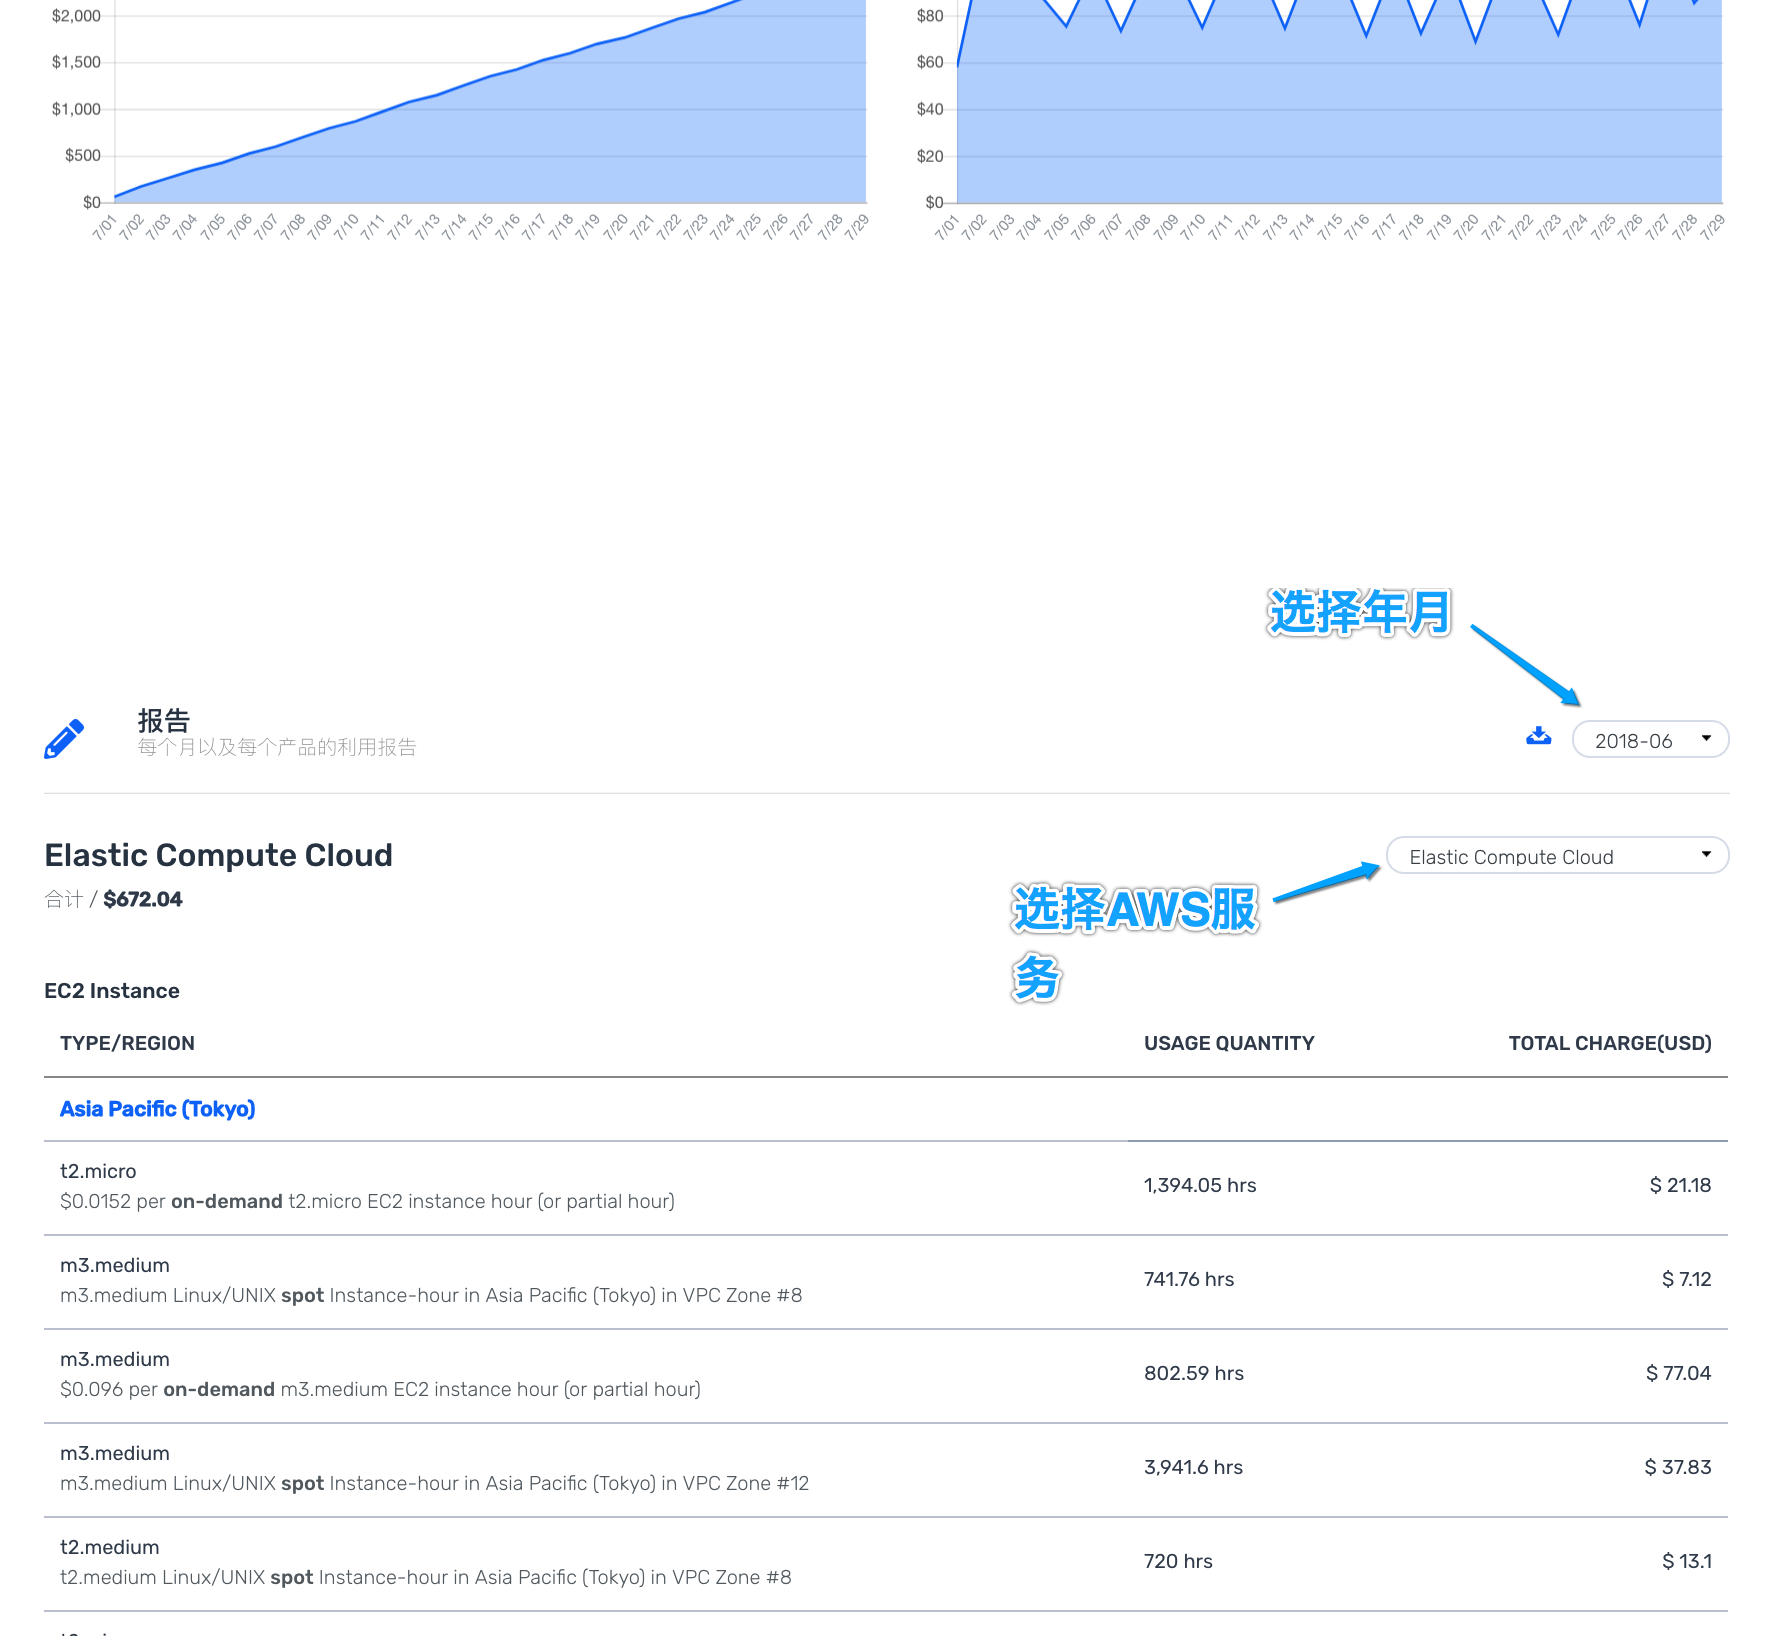 $2,000
$1,500
$1,000
$500
$0
7/01 7/02 7/03 7/04 7/05 7/06 7/07 7/08 7/09 7/10 7/11 7/12 7/13 7/14 7/15 7/16 7/17 7/18 7/19 7/20 7/21 7/22 7/23 7/24 7/25 7/26 7/27 7/28 7/29
$80
$60
$40
$20
$0
7/01 7/02 7/03 7/04 7/05 7/06 7/07 7/08 7/09 7/10 7/11 7/12 7/13 7/14 7/15 7/16 7/17 7/18 7/19 7/20 7/21 7/22 7/23 7/24 7/25 7/26 7/27 7/28 7/29
选择年月
报告
每个月以及每个产品的利用报告
2018-06
Elastic Compute Cloud
Elastic Compute Cloud
合计 / $672.04
选择AWS服
务
EC2 Instance
TYPE/REGION USAGE QUANTITY TOTAL CHARGE(USD)
Asia Pacific (Tokyo)
t2.micro
$0.0152 per on-demand t2.micro EC2 instance hour (or partial hour)
1,394.05 hrs $ 21.18
m3.medium
m3.medium Linux/UNIX spot Instance-hour in Asia Pacific (Tokyo) in VPC Zone #8
741.76 hrs $ 7.12
m3.medium
$0.096 per on-demand m3.medium EC2 instance hour (or partial hour)
802.59 hrs $ 77.04
m3.medium
m3.medium Linux/UNIX spot Instance-hour in Asia Pacific (Tokyo) in VPC Zone #12
3,941.6 hrs $ 37.83
t2.medium
t2.medium Linux/UNIX spot Instance-hour in Asia Pacific (Tokyo) in VPC Zone #8
720 hrs $ 13.1